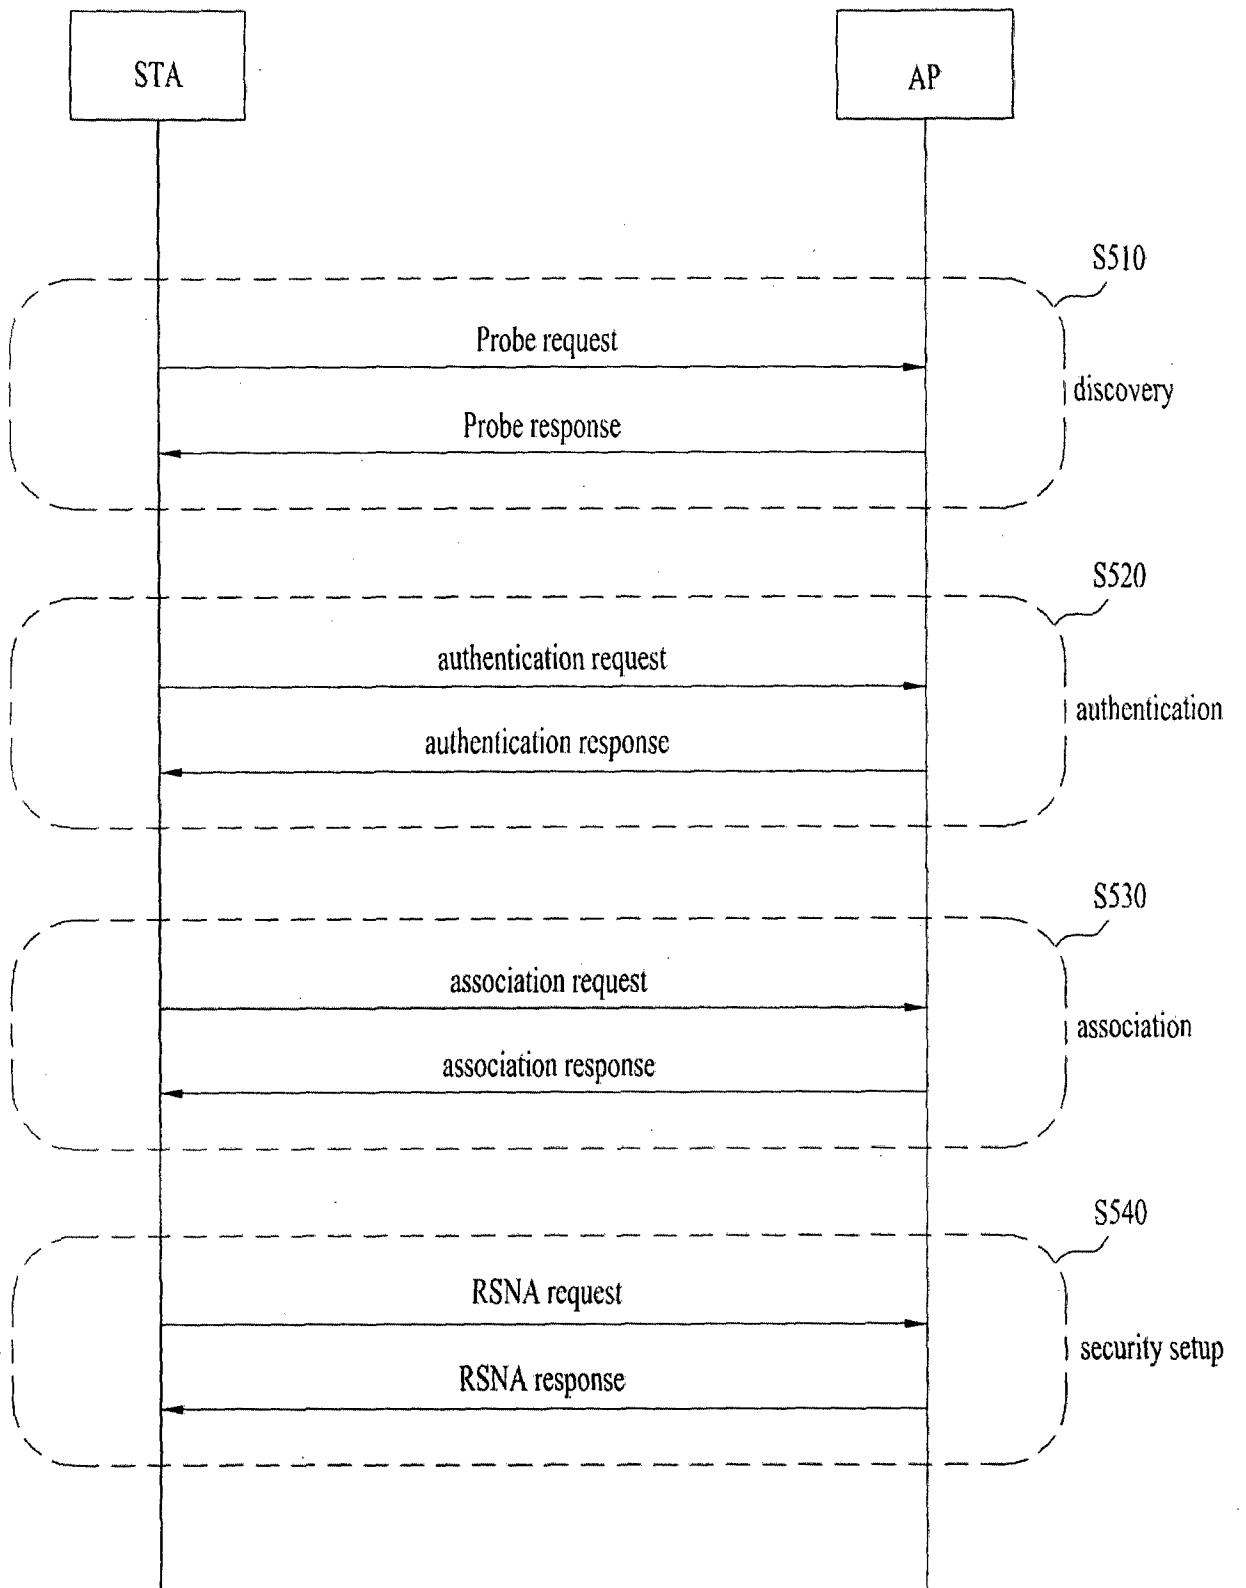 STA
AP
S510
Probe request
discovery
Probe response
S520
authentication request
authentication
authentication response
S530
association request
association
association response
S540
RSNA request
security setup
RSNA response